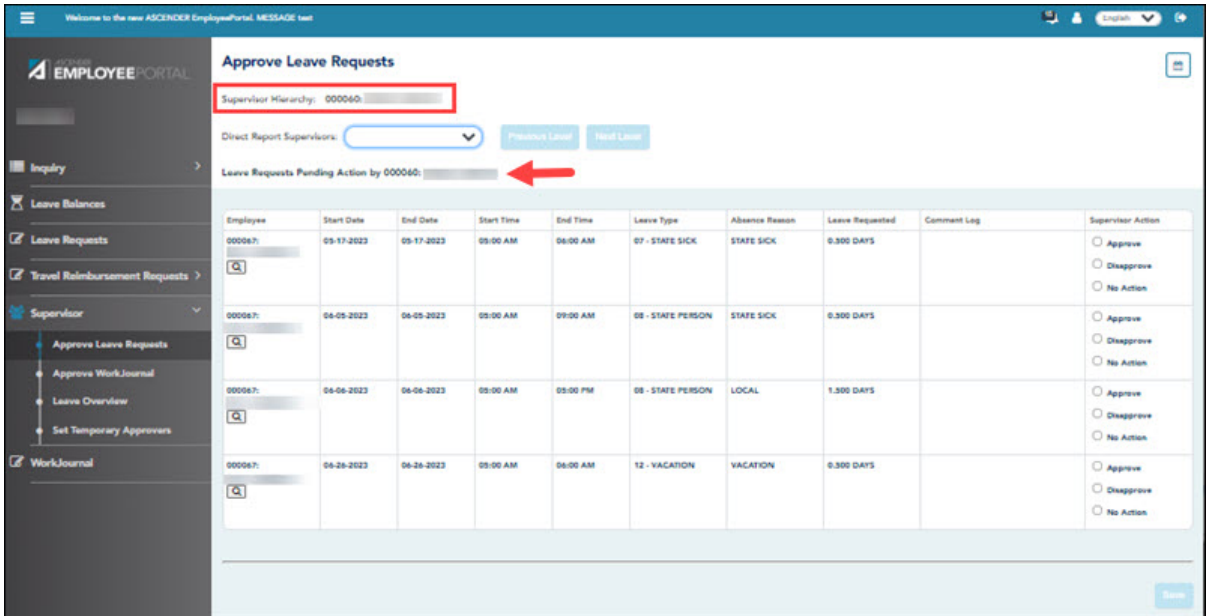 Welcome to the new ASCENDER EmployeePortal. MESSAGE test
English
ASCENDER
EMPLOYEEPORTAL
Inquiry
Leave Balances
Leave Requests
Travel Reimbursement Requests
Supervisor
Approve Leave Requests
Approve WorkJournal
Leave Overview
Set Temporary Approvers
WorkJournal
Approve Leave Requests
Supervisor Hierarchy: 000060:
Direct Report Supervisors: Previous Level Next Level
Leave Requests Pending Action by 000060:
Employee Start Date End Date Start Time End Time Leave Type Absence Reason Leave Requested Comment Log Supervisor Action
000067: 05-17-2023 05-17-2023 05:00 AM 06:00 AM 07 - STATE SICK STATE SICK 0.500 DAYS Approve
Disapprove
No Action
000067: 06-05-2023 06-05-2023 05:00 AM 09:00 AM 08 - STATE PERSON STATE SICK 0.500 DAYS Approve
Disapprove
No Action
000067: 06-06-2023 06-06-2023 05:00 AM 05:00 PM 08 - STATE PERSON LOCAL 1.500 DAYS Approve
Disapprove
No Action
000067: 06-26-2023 06-26-2023 05:00 AM 06:00 AM 12 - VACATION VACATION 0.500 DAYS Approve
Disapprove
No Action
Save